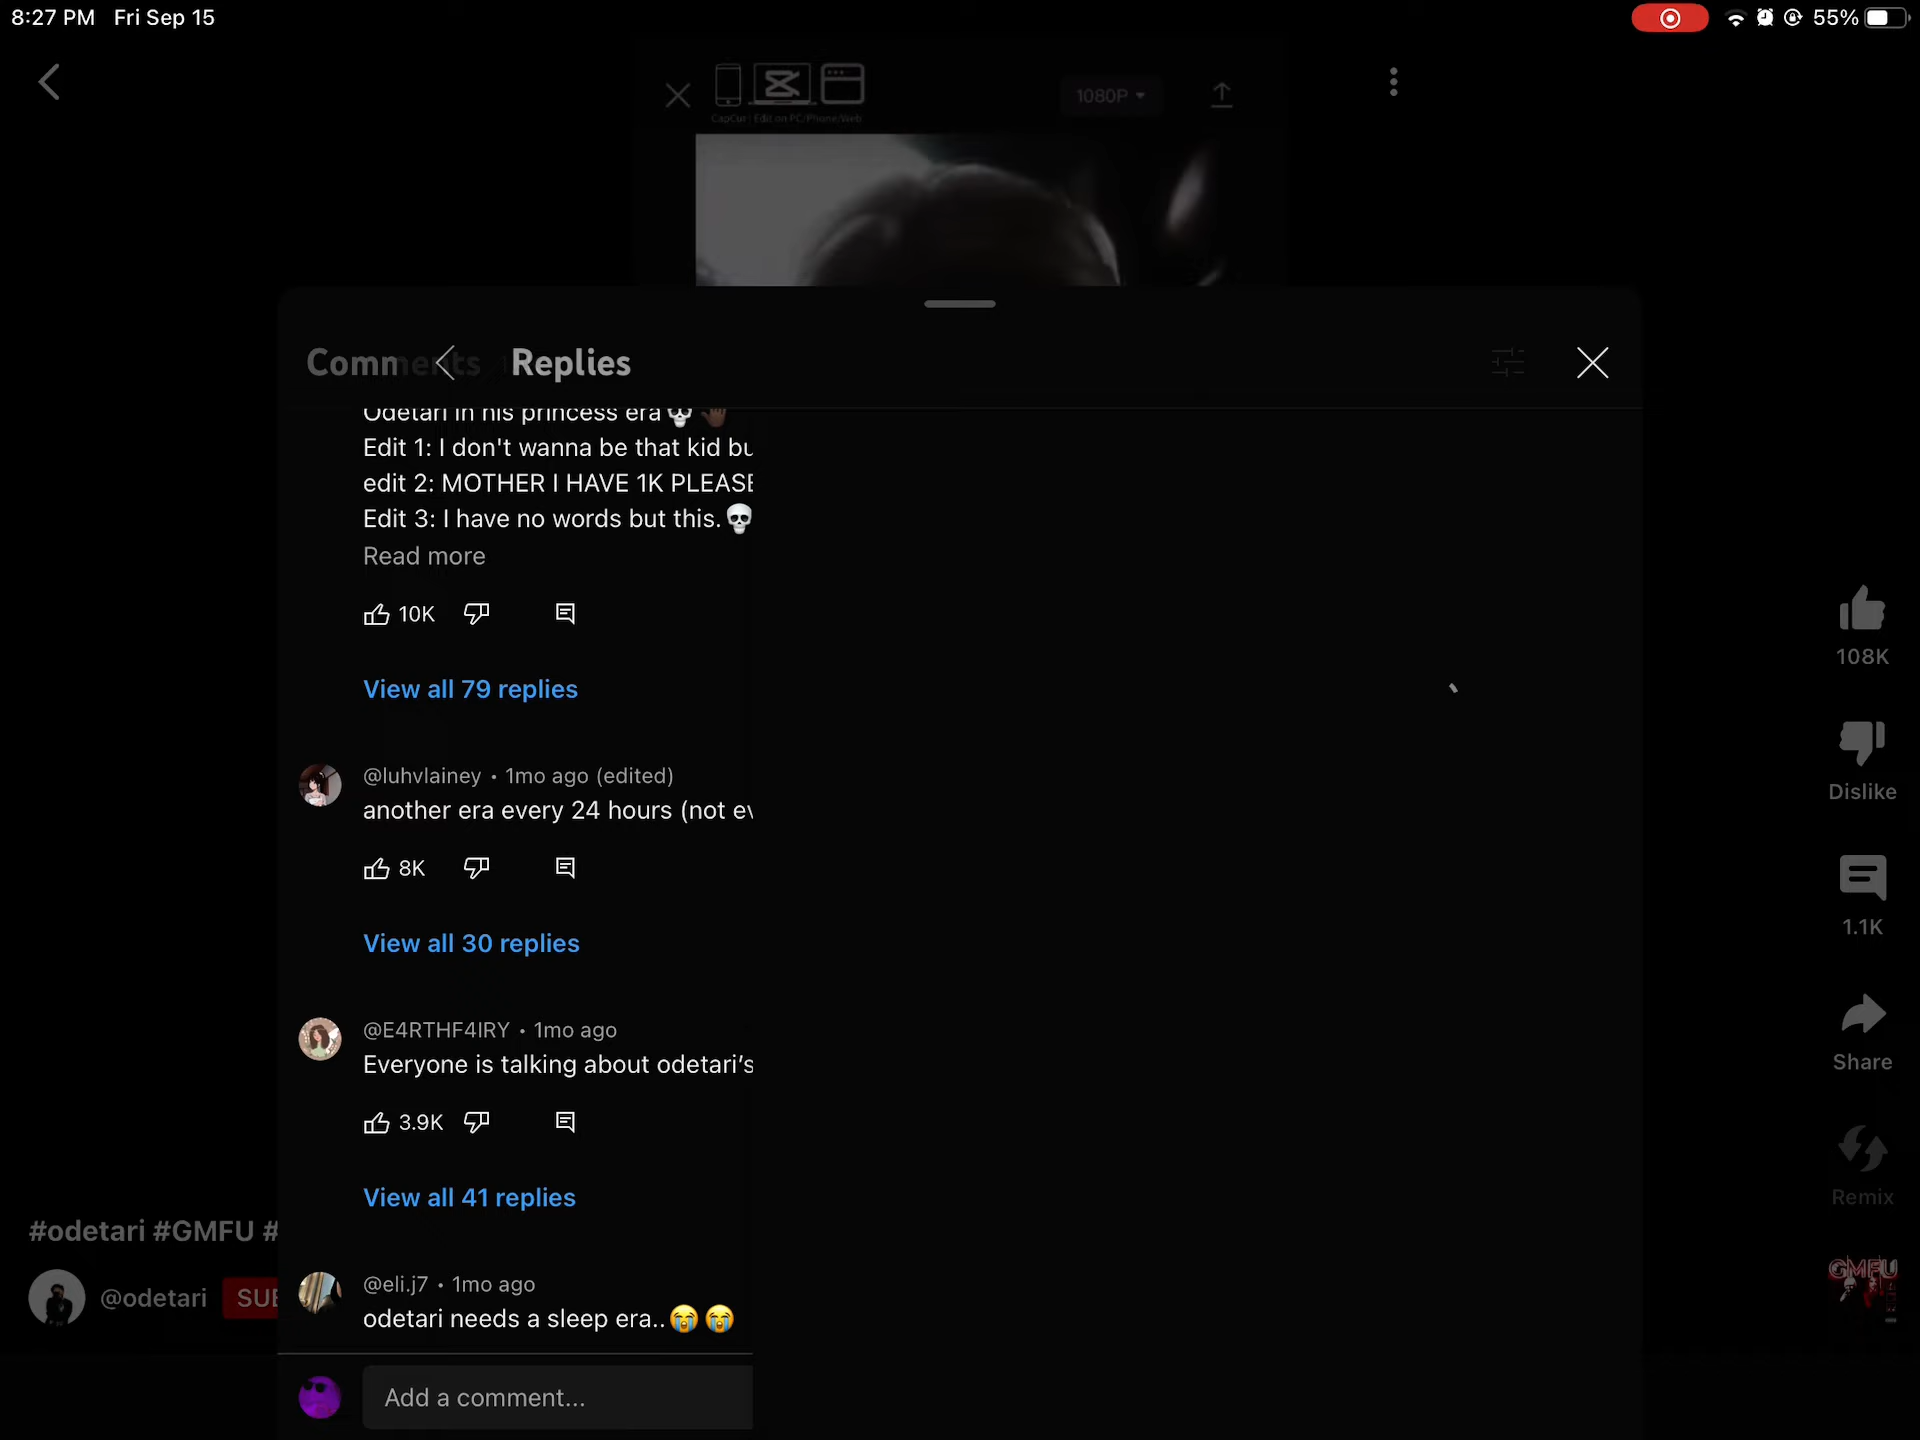 8:27 PM Fri Sep 15
55%
1080P
CapCut | Edit on PC/Phone/Web
Comments
Replies
Odetari in his princess era💀🤚🏾
Edit 1: I don't wanna be that kid bu
edit 2: MOTHER I HAVE 1K PLEASE
Edit 3: I have no words but this.💀
Read more
10K
View all 79 replies
@luhvlainey • 1mo ago (edited)
another era every 24 hours (not ev
8K
View all 30 replies
@E4RTHF4IRY • 1mo ago
Everyone is talking about odetari’s
3.9K
View all 41 replies
@eli.j7 • 1mo ago
odetari needs a sleep era..😭😭
Add a comment...
108K
Dislike
1.1K
Share
Remix
GMFU
#odetari #GMFU #
@odetari
SUB